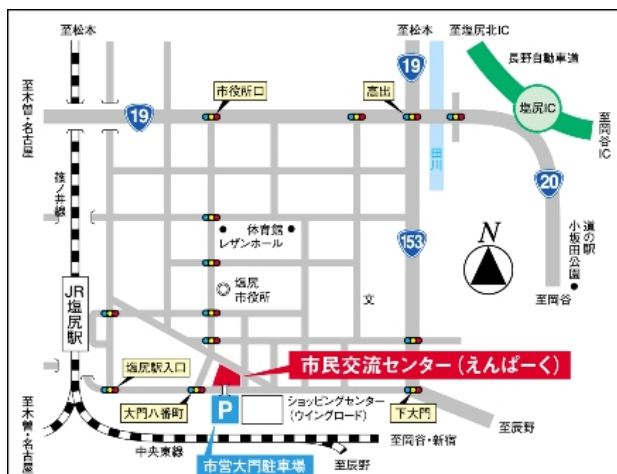 至松本
至松本
至塩尻北IC
長野自動車道
19
市役所口
高出
塩尻IC
至木曽・名古屋
19
至岡谷IC
田川
20
篠ノ井線
体育館
レザンホール
153
N
道の駅
小坂田公園
塩尻
市役所
JR塩尻駅
文
至岡谷
塩尻駅入口
市民交流センター(えんぱーく)
大門八番町
P
ショッピングセンター
(ウイングロード)
下大門
至木曽・名古屋
至辰野
中央東線
市営大門駐車場
至岡谷・新宿
至辰野